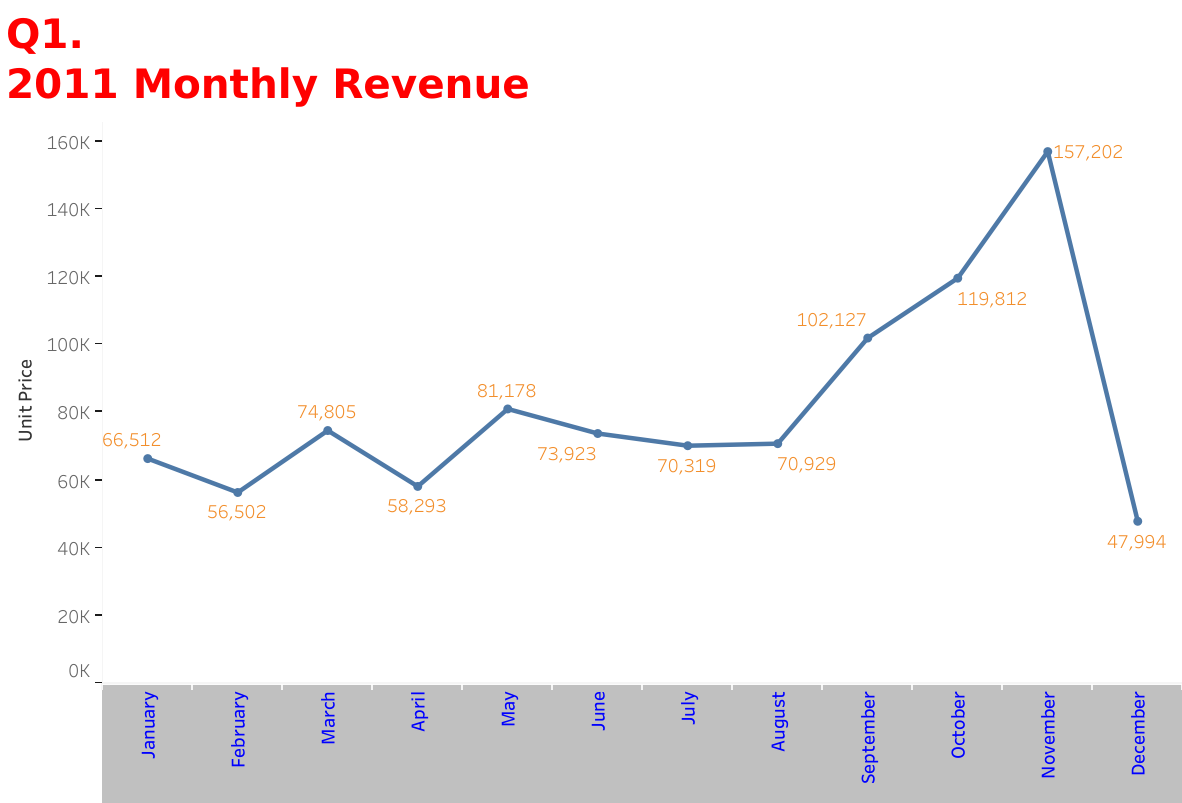 Q1.
2011 Monthly Revenue
160K
140K
120K
100K
80K
60K
40K
20K
0K
Unit Price
66,512
56,502
74,805
58,293
81,178
73,923
70,319
70,929
102,127
119,812
157,202
47,994
January
February
March
April
May
June
July
August
September
October
November
December